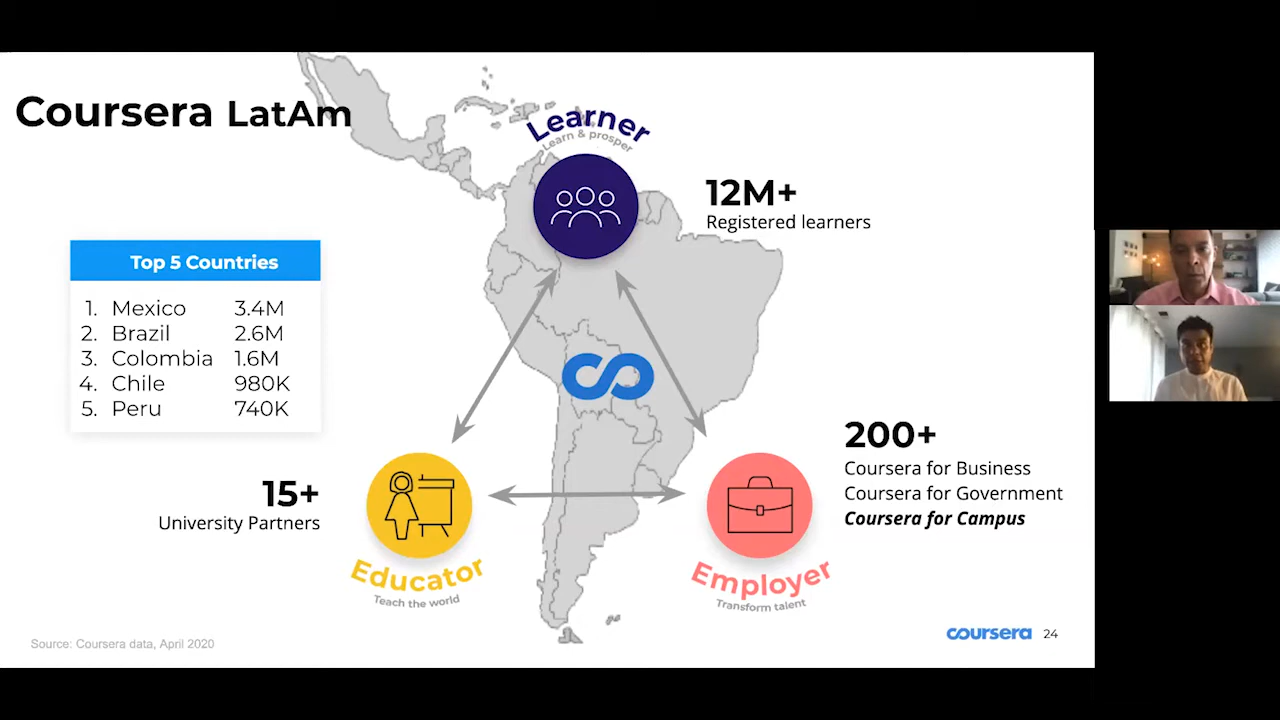 Coursera LatAm
Learner
Learn & prosper
12M+
Registered learners
Top 5 Countries
1. Mexico 3.4M
2. Brazil 2.6M
3. Colombia 1.6M
4. Chile 980K
5. Peru 740K
15+
University Partners
Educator
Teach the world
200+
Coursera for Business
Coursera for Government
Coursera for Campus
Employer
Transform talent
Source: Coursera data, April 2020
coursera 24